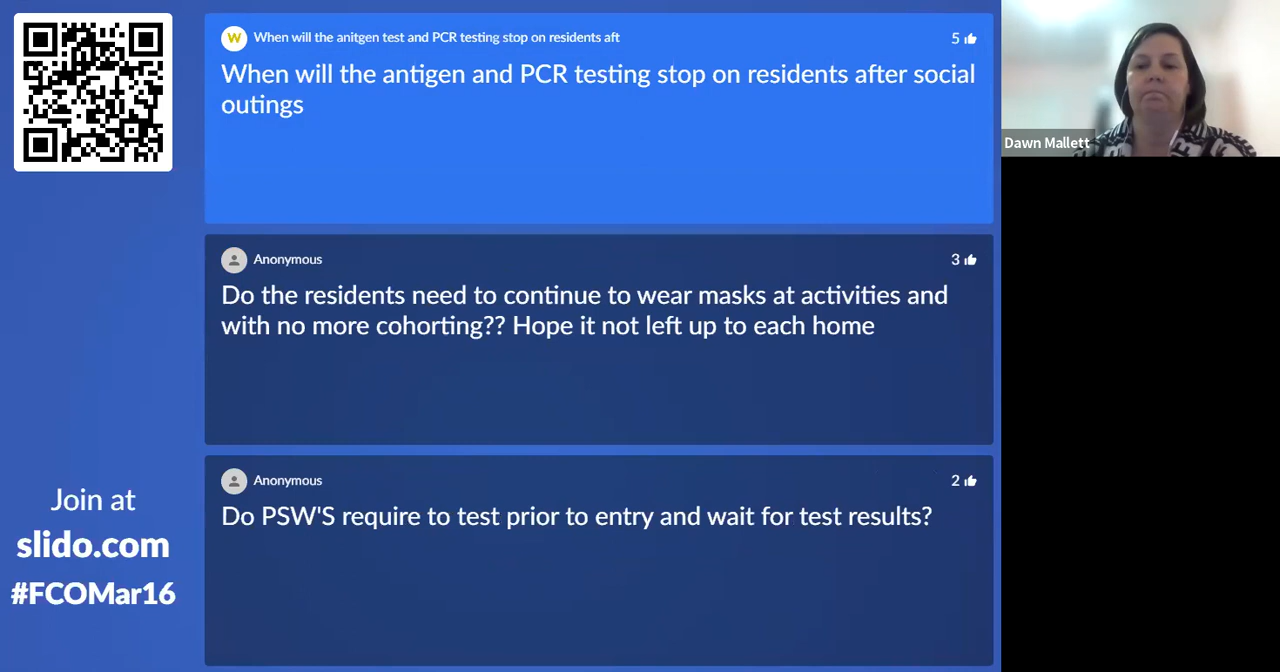 W When will the anitgen test and PCR testing stop on residents aft
5
When will the antigen and PCR testing stop on residents after social
outings
Anonymous
3
Do the residents need to continue to wear masks at activities and
with no more cohorting?? Hope it not left up to each home
Anonymous
2
Do PSW'S require to test prior to entry and wait for test results?
Join at
slido.com
#FCOMar16
Dawn Mallett